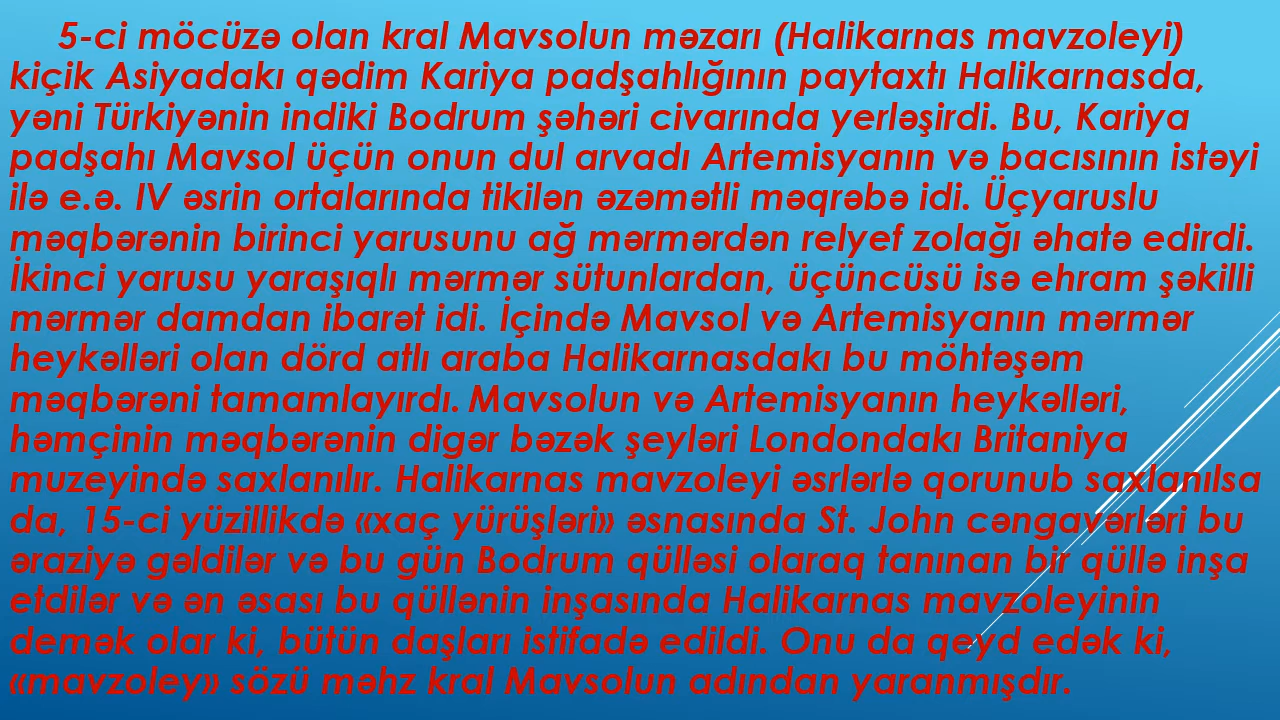 5-ci möcüzə olan kral Mavsolun məzarı (Halikarnas mavzoleyi)
kiçik Asiyadakı qədim Kariya padşahlığının paytaxtı Halikarnasda,
yəni Türkiyənin indiki Bodrum şəhəri civarında yerləşirdi. Bu, Kariya
padşahı Mavsol üçün onun dul arvadı Artemisyanın və bacısının istəyi
ilə e.ə. IV əsrin ortalarında tikilən əzəmətli məqrəbə idi. Üçyaruslu
məqbərənin birinci yarusunu ağ mərmərdən relyef zolağı əhatə edirdi.
İkinci yarusu yaraşıqlı mərmər sütunlardan, üçüncüsü isə ehram şəkilli
mərmər damdan ibarət idi. İçində Mavsol və Artemisyanın mərmər
heykəlləri olan dörd atlı araba Halikarnasdakı bu möhtəşəm
məqbərəni tamamlayırdı. Mavsolun və Artemisyanın heykəlləri,
həmçinin məqbərənin digər bəzək şeyləri Londondakı Britaniya
muzeyində saxlanılır. Halikarnas mavzoleyi əsrlərlə qorunub saxlanılsa
da, 15-ci yüzillikdə «xaç yürüşləri» əsnasında St. John cəngavərləri bu
əraziyə gəldilər və bu gün Bodrum qülləsi olaraq tanınan bir qüllə inşa
etdilər və ən əsası bu qüllənin inşasında Halikarnas mavzoleyinin
demək olar ki, bütün daşları istifadə edildi. Onu da qeyd edək ki,
«mavzoley» sözü məhz kral Mavsolun adından yaranmışdır.